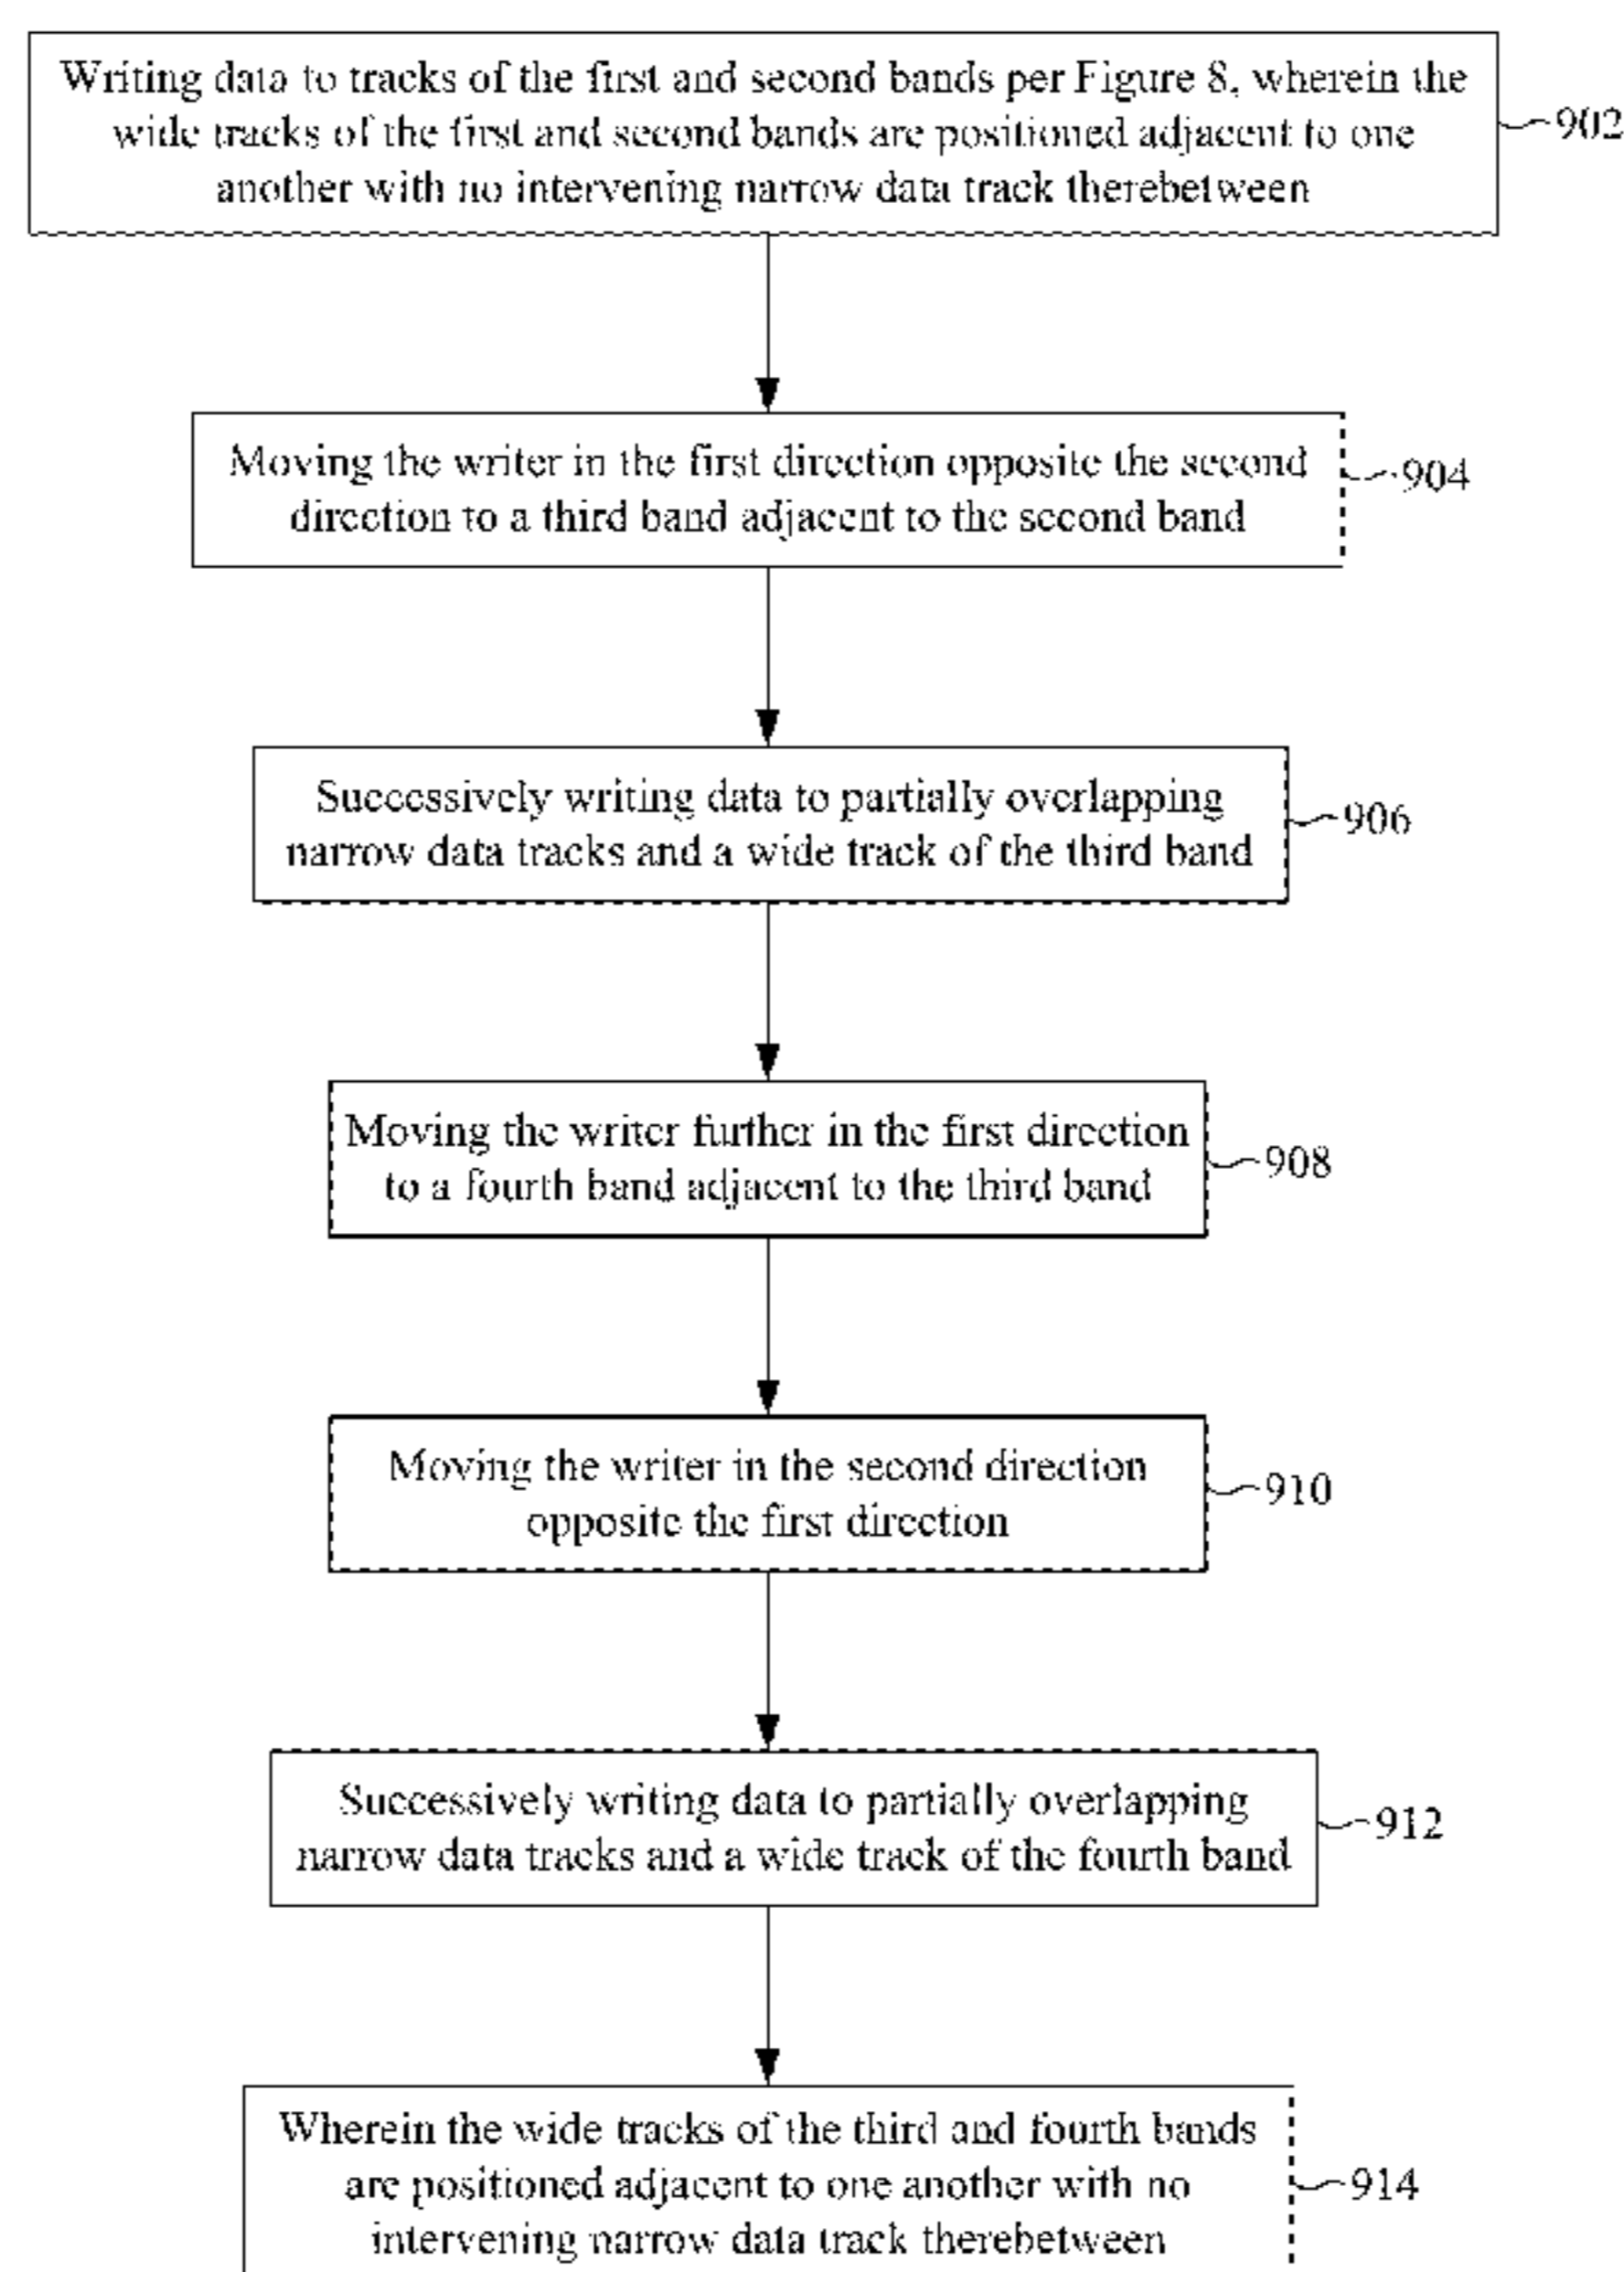 Writing data to tracks of the first and second bands per Figure 8, wherein the
wide tracks of the first and second bands are positioned adjacent to one
another with no intervening narrow data track therebetween
902
Moving the writer in the first direction opposite the second
direction to a third band adjacent to the second band
904
Successively writing data to partially overlapping
narrow data tracks and a wide track of the third band
906
Moving the writer further in the first direction
to a fourth band adjacent to the third band
908
Moving the writer in the second direction
opposite the first direction
910
Successively writing data to partially overlapping
narrow data tracks and a wide track of the fourth band
912
Wherein the wide tracks of the third and fourth bands
are positioned adjacent to one another with no
intervening narrow data track therebetween
914